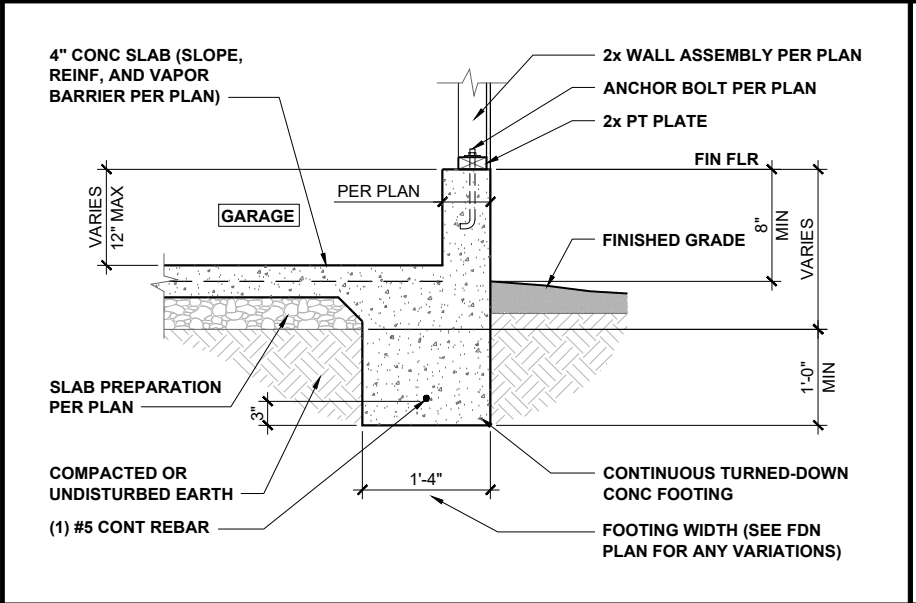 4" CONC SLAB (SLOPE,
REINF, AND VAPOR
BARRIER PER PLAN)
2x WALL ASSEMBLY PER PLAN
ANCHOR BOLT PER PLAN
2x PT PLATE
FIN FLR
VARIES
12" MAX
GARAGE
PER PLAN
8"
MIN
VARIES
FINISHED GRADE
SLAB PREPARATION
PER PLAN
3"
1'-0"
MIN
COMPACTED OR
UNDISTURBED EARTH
(1) #5 CONT REBAR
1'-4"
CONTINUOUS TURNED-DOWN
CONC FOOTING
FOOTING WIDTH (SEE FDN
PLAN FOR ANY VARIATIONS)